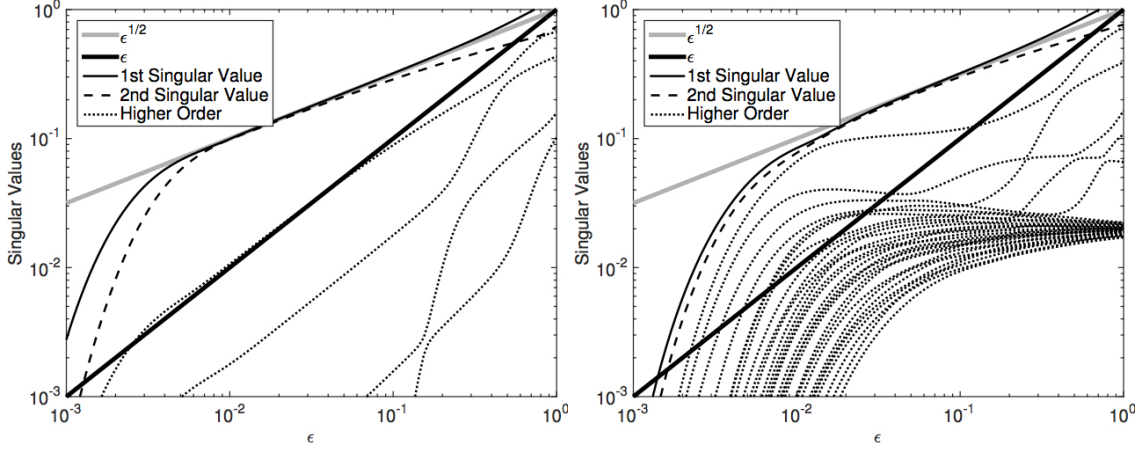 10^0
10^-1
10^-2
10^-3
Singular Values
ϵ^1/2
ϵ
1st Singular Value
2nd Singular Value
Higher Order
10^-3
10^-2
10^-1
10^0
ϵ
10^0
10^-1
10^-2
10^-3
Singular Values
ϵ^1/2
ϵ
1st Singular Value
2nd Singular Value
Higher Order
10^-3
10^-2
10^-1
10^0
ϵ